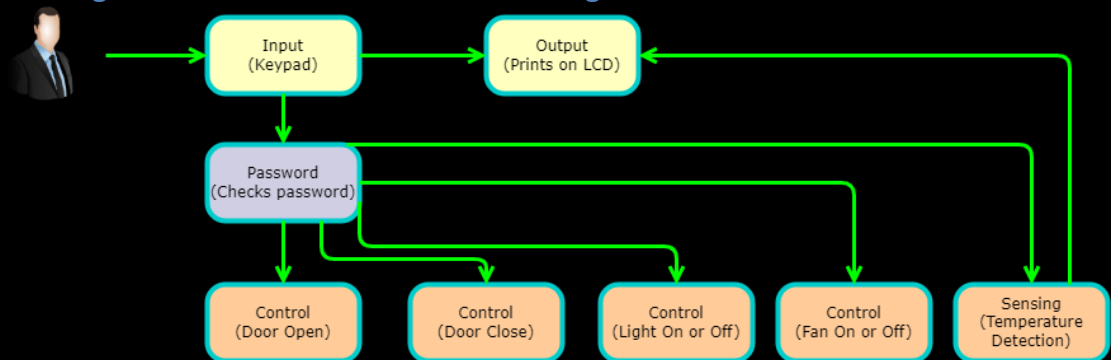 Input
(Keypad)
Output
(Prints on LCD)
Password
(Checks password)
Control
(Door Open)
Control
(Door Close)
Control
(Light On or Off)
Control
(Fan On or Off)
Sensing
(Temperature
Detection)